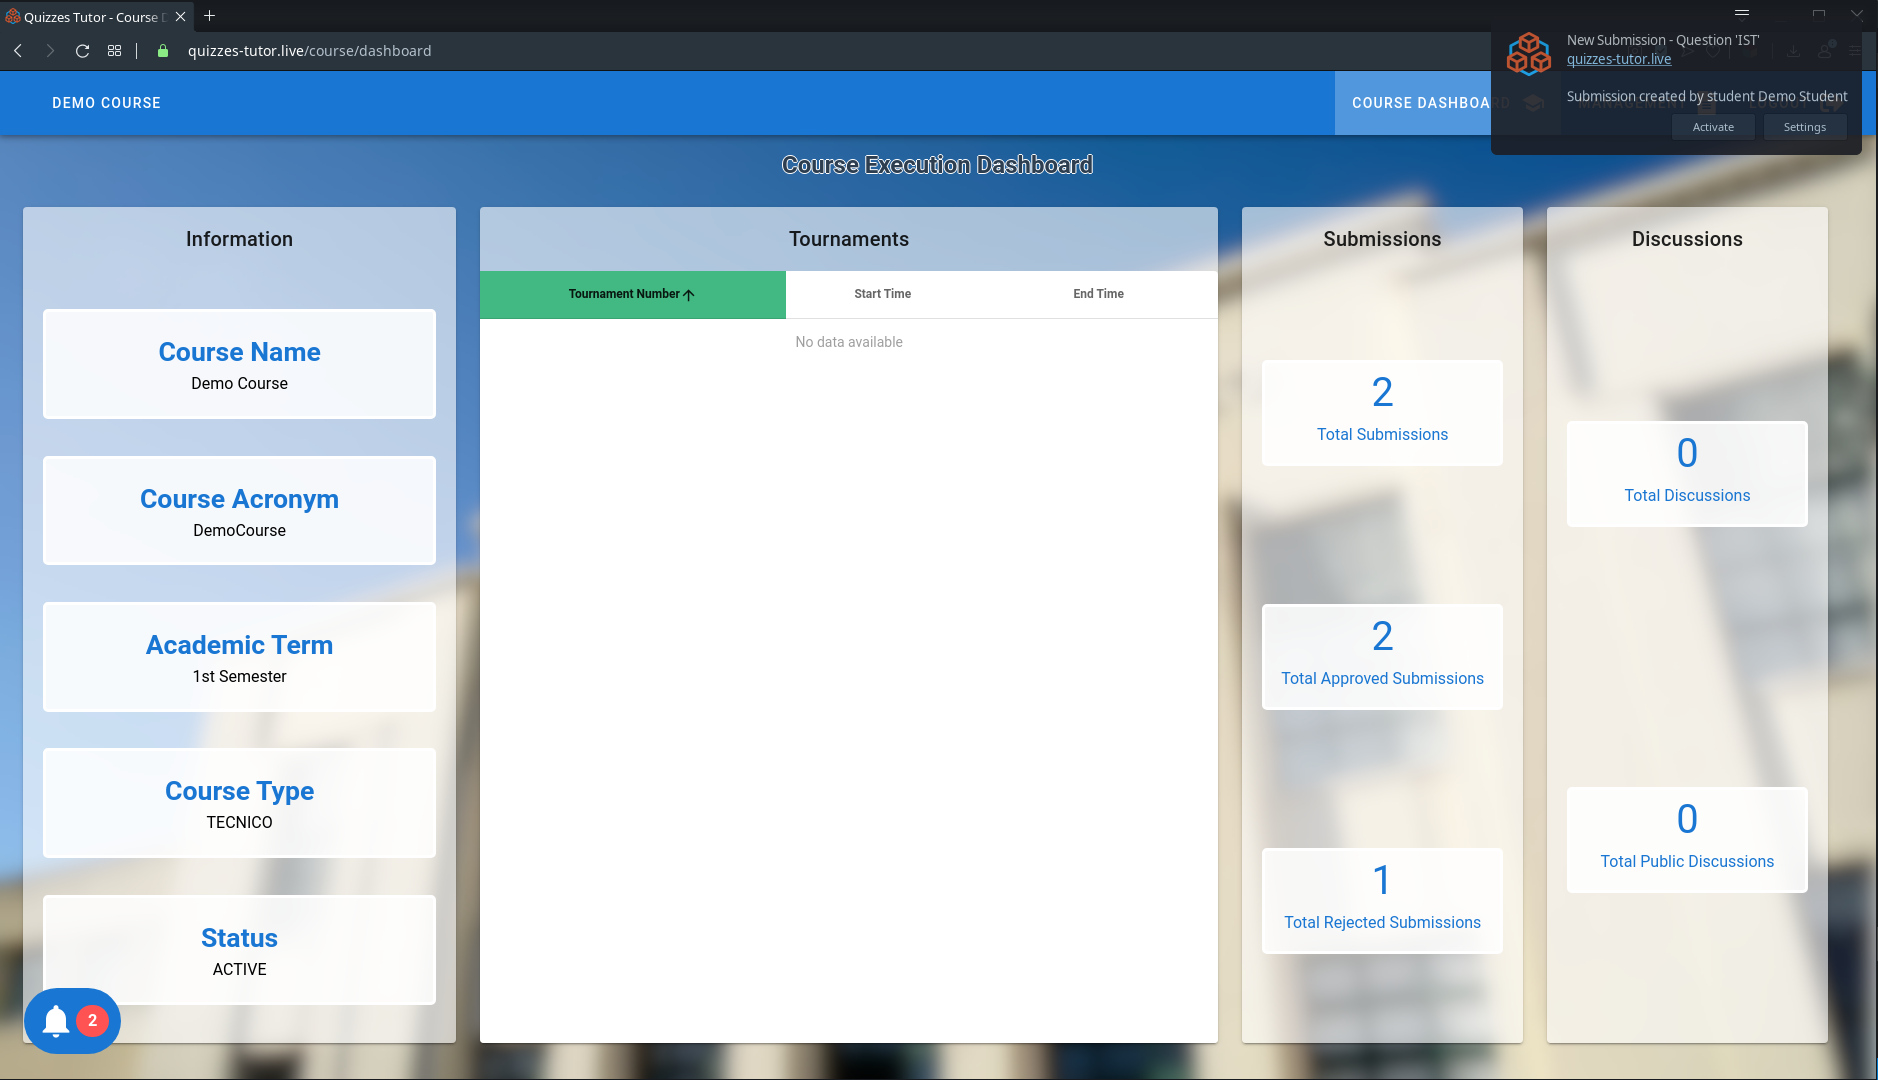 Quizzes Tutor - Course D
quizzes-tutor.live/course/dashboard
New Submission - Question 'IST'
quizzes-tutor.live
Submission created by student Demo Student
Activate
Settings
DEMO COURSE
COURSE DASHBOARD
Course Execution Dashboard
Information
Course Name
Demo Course
Course Acronym
DemoCourse
Academic Term
1st Semester
Course Type
TECNICO
Status
ACTIVE
2
Tournaments
Tournament Number
Start Time
End Time
No data available
Submissions
2
Total Submissions
2
Total Approved Submissions
1
Total Rejected Submissions
Discussions
0
Total Discussions
0
Total Public Discussions